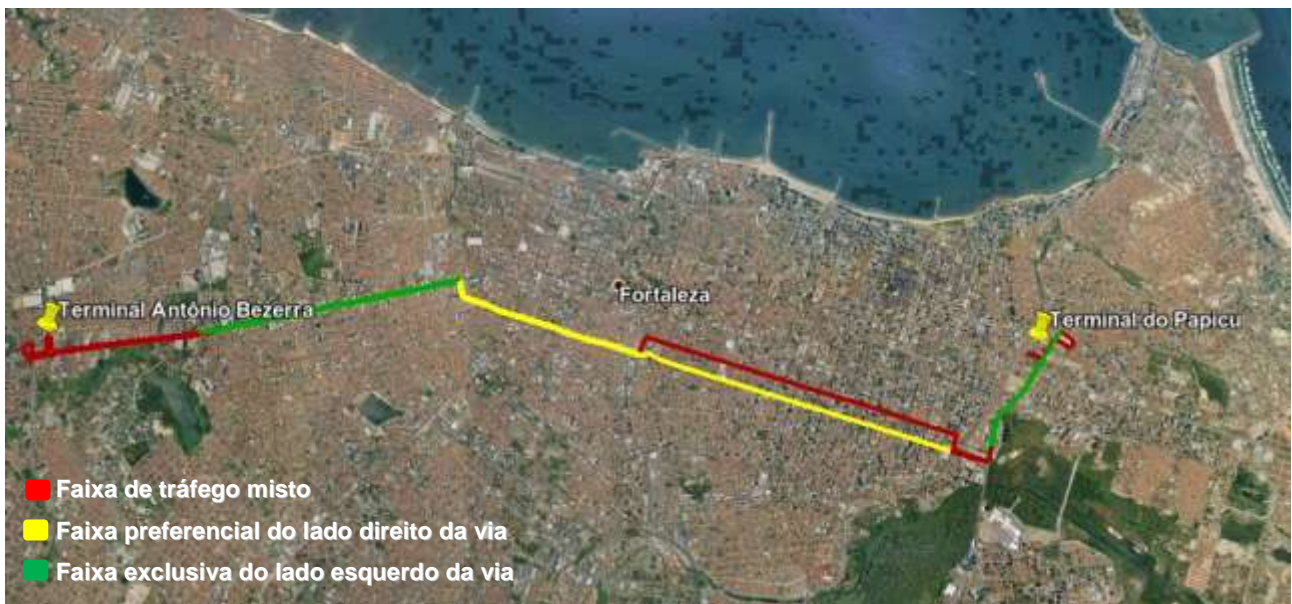 Terminal Antônio Bezerra
Fortaleza
Terminal do Papicu
Faixa de tráfego misto
Faixa preferencial do lado direito da via
Faixa exclusiva do lado esquerdo da via